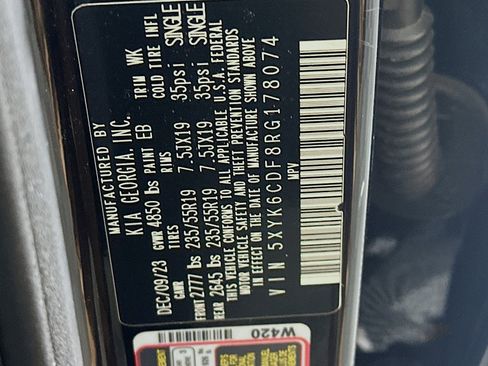 MANUFACTURED BY
KIA GEORGIA, INC.
DEC/09/23 GVWR 4850 lbs PAINT EB TRIM WK
GAWR TIRES RWS COLD TIRE INFL
FRONT 2777 lbs 235/55R19 7.5JX19 35psi SINGLE
REAR 2645 lbs 235/55R19 7.5JX19 35psi SINGLE
THIS VEHICLE CONFORMS TO ALL APPLICABLE U.S.A. FEDERAL
MOTOR VEHICLE SAFETY AND THEFT PREVENTION STANDARDS
IN EFFECT ON THE DATE OF MANUFACTURE SHOWN ABOVE
VIN 5XYK6CDF8RG178074
MPV
W420